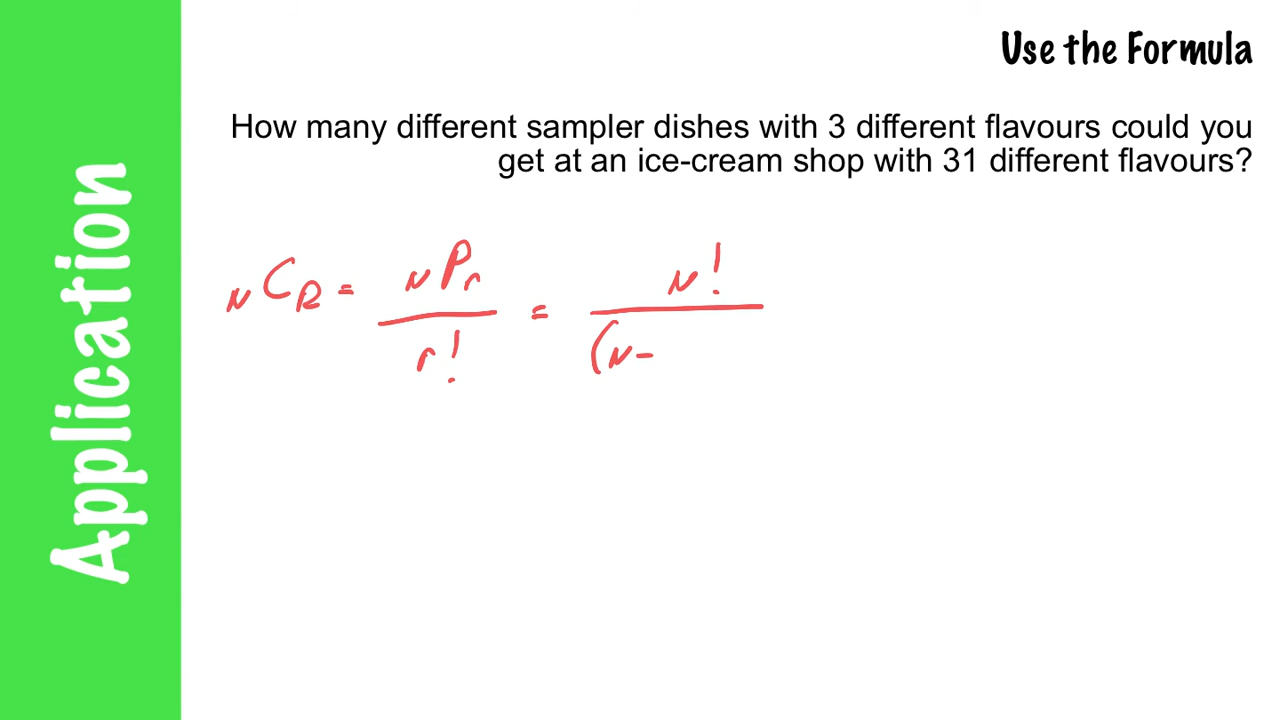 Application
Use the Formula
How many different sampler dishes with 3 different flavours could you
get at an ice-cream shop with 31 different flavours?
nCR = nPr / r! = n! / (n-